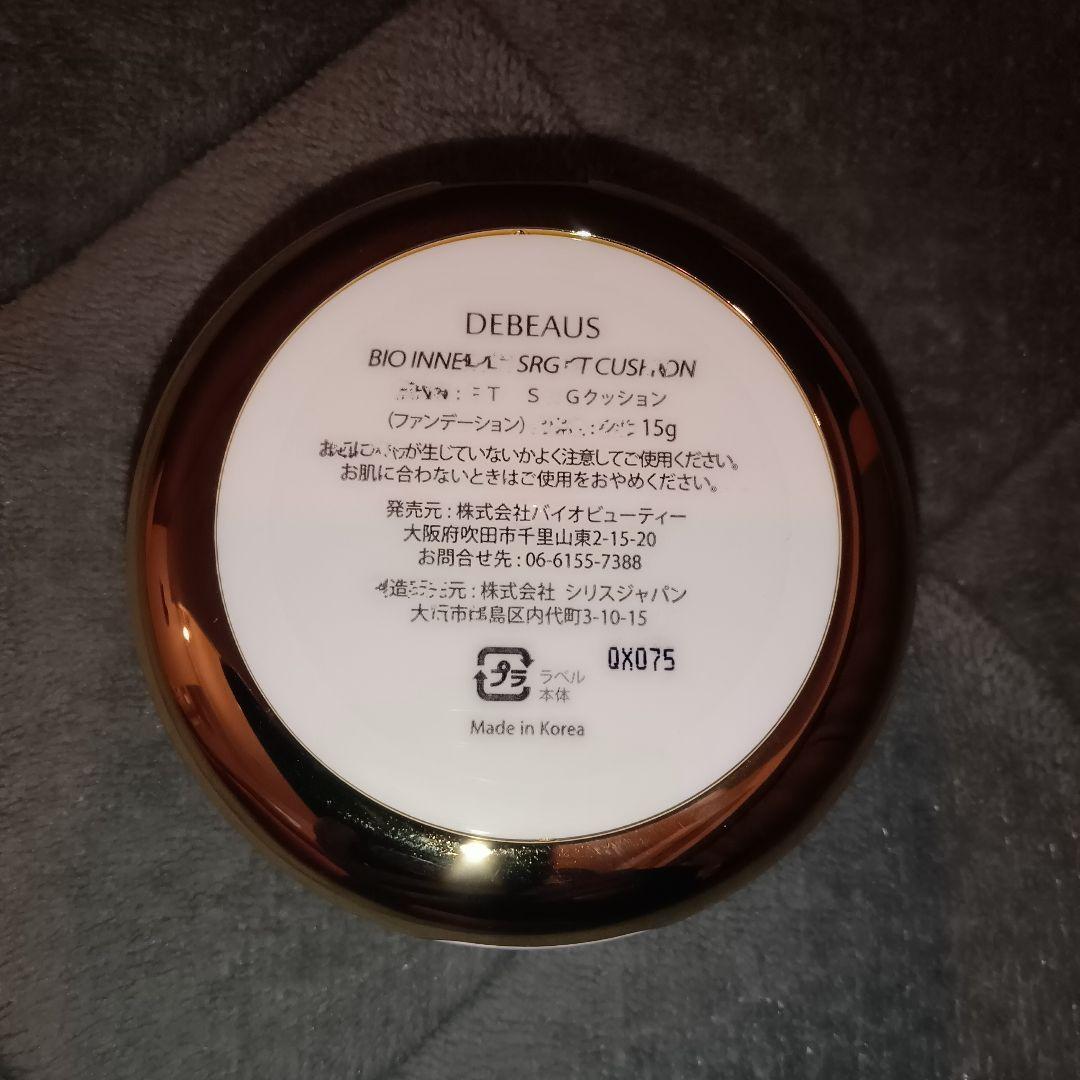 DEBEAUS
BIO
Gクッション
(ファンデーション) 15g
が生じていないかよく注意してご使用ください。
お肌に合わないときはご使用をおやめください。
発売元:株式会社バイオビューティー
大阪府吹田市千里山東2-15-20
お問合せ先:06-6155-7388
株式会社 シリスジャパン
島区内代町3-10-15
プラ
ラベル
本体
QX075
Made in Korea